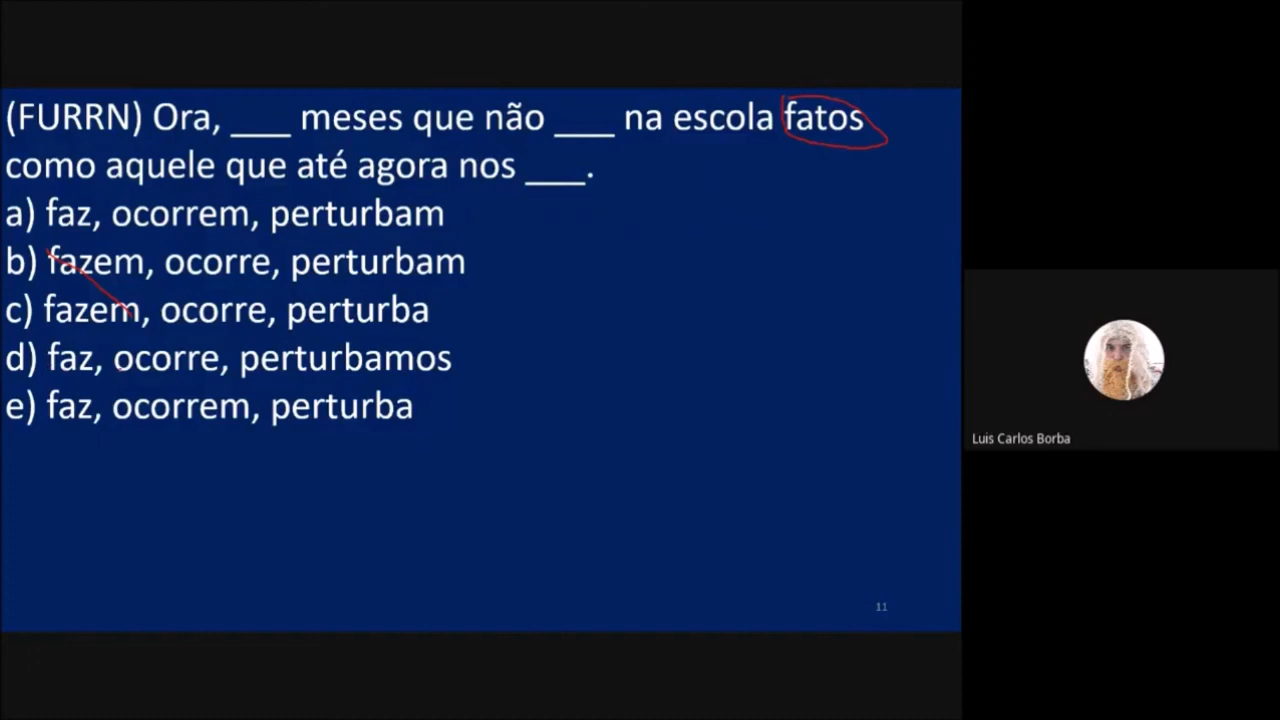 (FURRN) Ora, ___ meses que não ___ na escola fatos
como aquele que até agora nos ___.
a) faz, ocorrem, perturbam
b) fazem, ocorre, perturbam
c) fazem, ocorre, perturba
d) faz, ocorre, perturbamos
e) faz, ocorrem, perturba
11
Luis Carlos Borba